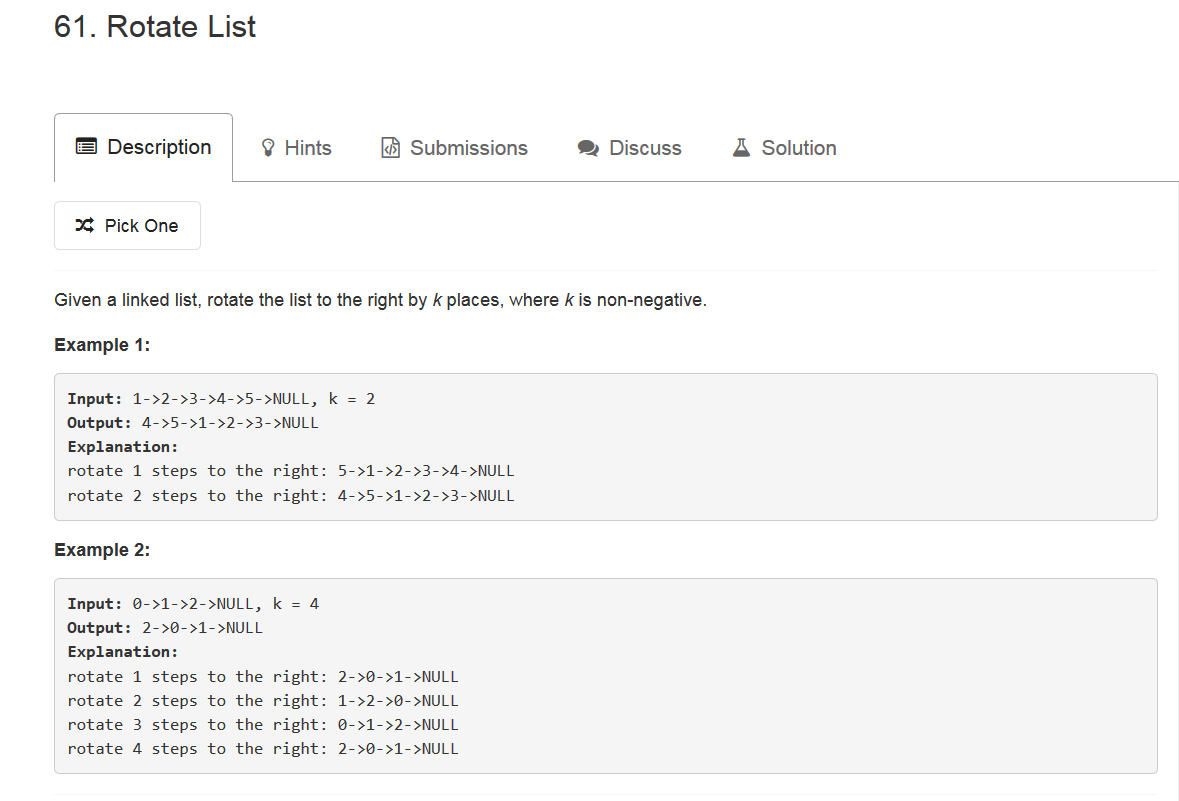 61. Rotate List
Description Hints Submissions Discuss Solution
Pick One
Given a linked list, rotate the list to the right by k places, where k is non-negative.
Example 1:
Input: 1->2->3->4->5->NULL, k = 2
Output: 4->5->1->2->3->NULL
Explanation:
rotate 1 steps to the right: 5->1->2->3->4->NULL
rotate 2 steps to the right: 4->5->1->2->3->NULL
Example 2:
Input: 0->1->2->NULL, k = 4
Output: 2->0->1->NULL
Explanation:
rotate 1 steps to the right: 2->0->1->NULL
rotate 2 steps to the right: 1->2->0->NULL
rotate 3 steps to the right: 0->1->2->NULL
rotate 4 steps to the right: 2->0->1->NULL